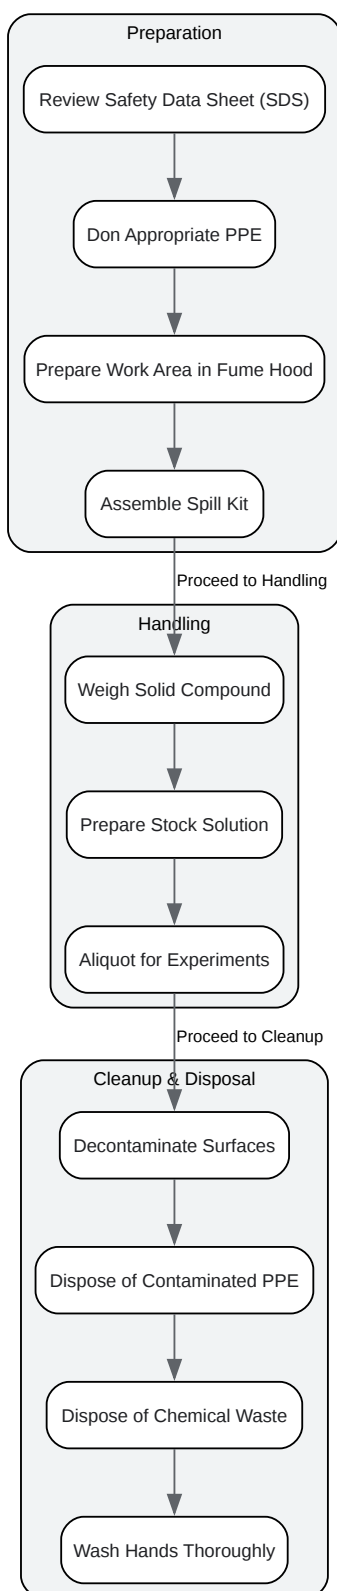 Preparation
Review Safety Data Sheet (SDS)
Don Appropriate PPE
Prepare Work Area in Fume Hood
Assemble Spill Kit
Proceed to Handling
Handling
Weigh Solid Compound
Prepare Stock Solution
Aliquot for Experiments
Proceed to Cleanup
Cleanup & Disposal
Decontaminate Surfaces
Dispose of Contaminated PPE
Dispose of Chemical Waste
Wash Hands Thoroughly